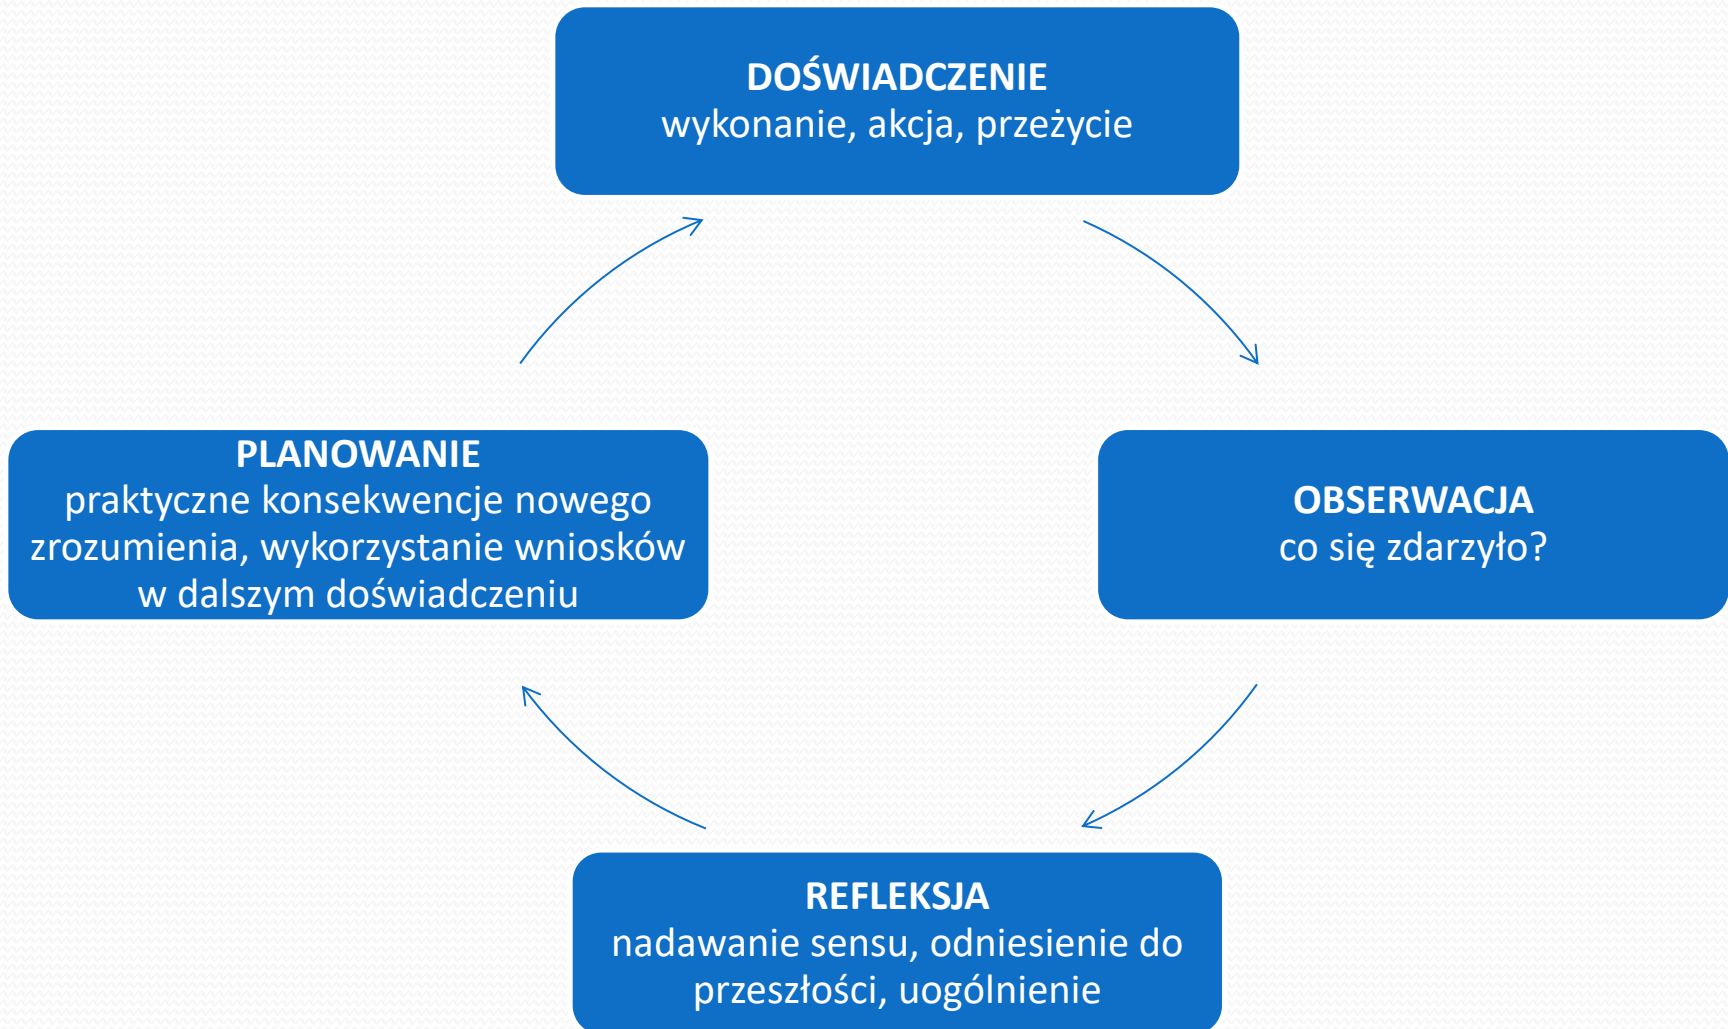 DOŚWIADCZENIE
wykonanie, akcja, przeżycie
PLANOWANIE
praktyczne konsekwencje nowego
zrozumienia, wykorzystanie wniosków
w dalszym doświadczeniu
OBSERWACJA
co się zdarzyło?
REFLEKSJA
nadawanie sensu, odniesienie do
przeszłości, uogólnienie